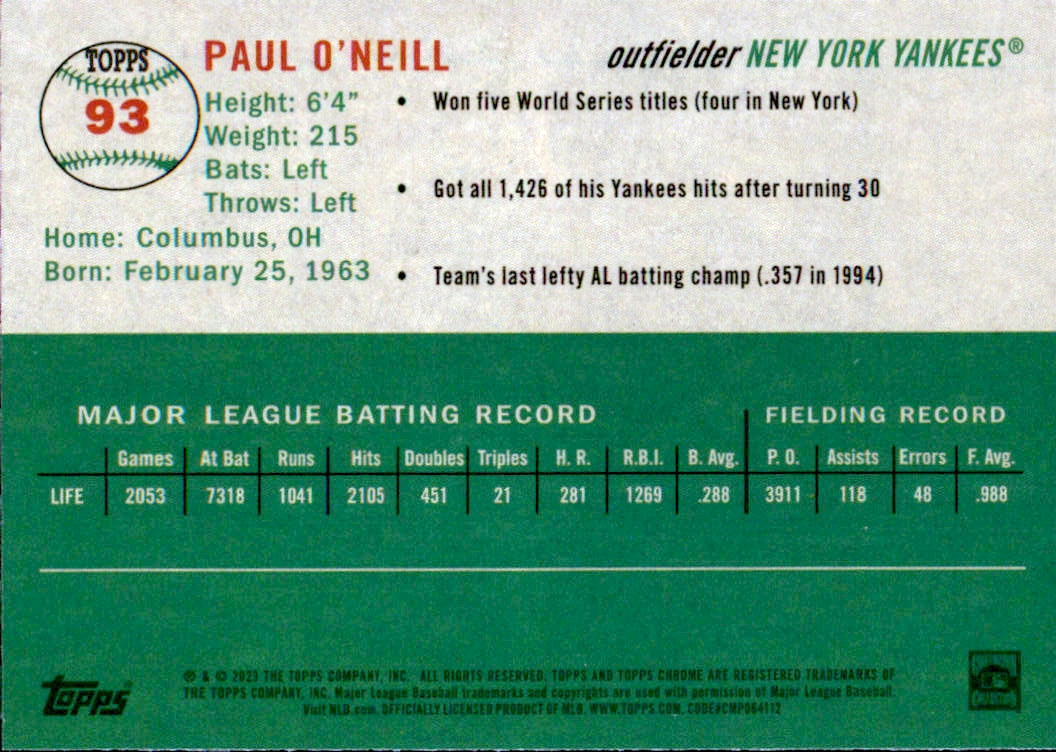 TOPPS
93
PAUL O'NEILL
outfielder NEW YORK YANKEES®
Height: 6'4"
Weight: 215
Bats: Left
Throws: Left
Home: Columbus, OH
Born: February 25, 1963
• Won five World Series titles (four in New York)
• Got all 1,426 of his Yankees hits after turning 30
• Team's last lefty AL batting champ (.357 in 1994)
MAJOR LEAGUE BATTING RECORD FIELDING RECORD
Games At Bat Runs Hits Doubles Triples H. R. R.B.I. B. Avg. P. O. Assists Errors F. Avg.
LIFE 2053 7318 1041 2105 451 21 281 1269 .288 3911 118 48 .988
topps®
® & © 2023 THE TOPPS COMPANY, INC. ALL RIGHTS RESERVED. TOPPS AND TOPPS CHROME ARE REGISTERED TRADEMARKS OF
THE TOPPS COMPANY, INC. Major League Baseball trademarks and copyrights are used with permission of Major League Baseball.
Visit MLB.com. OFFICIALLY LICENSED PRODUCT OF MLB. WWW.TOPPS.COM. CODE#CMP064112